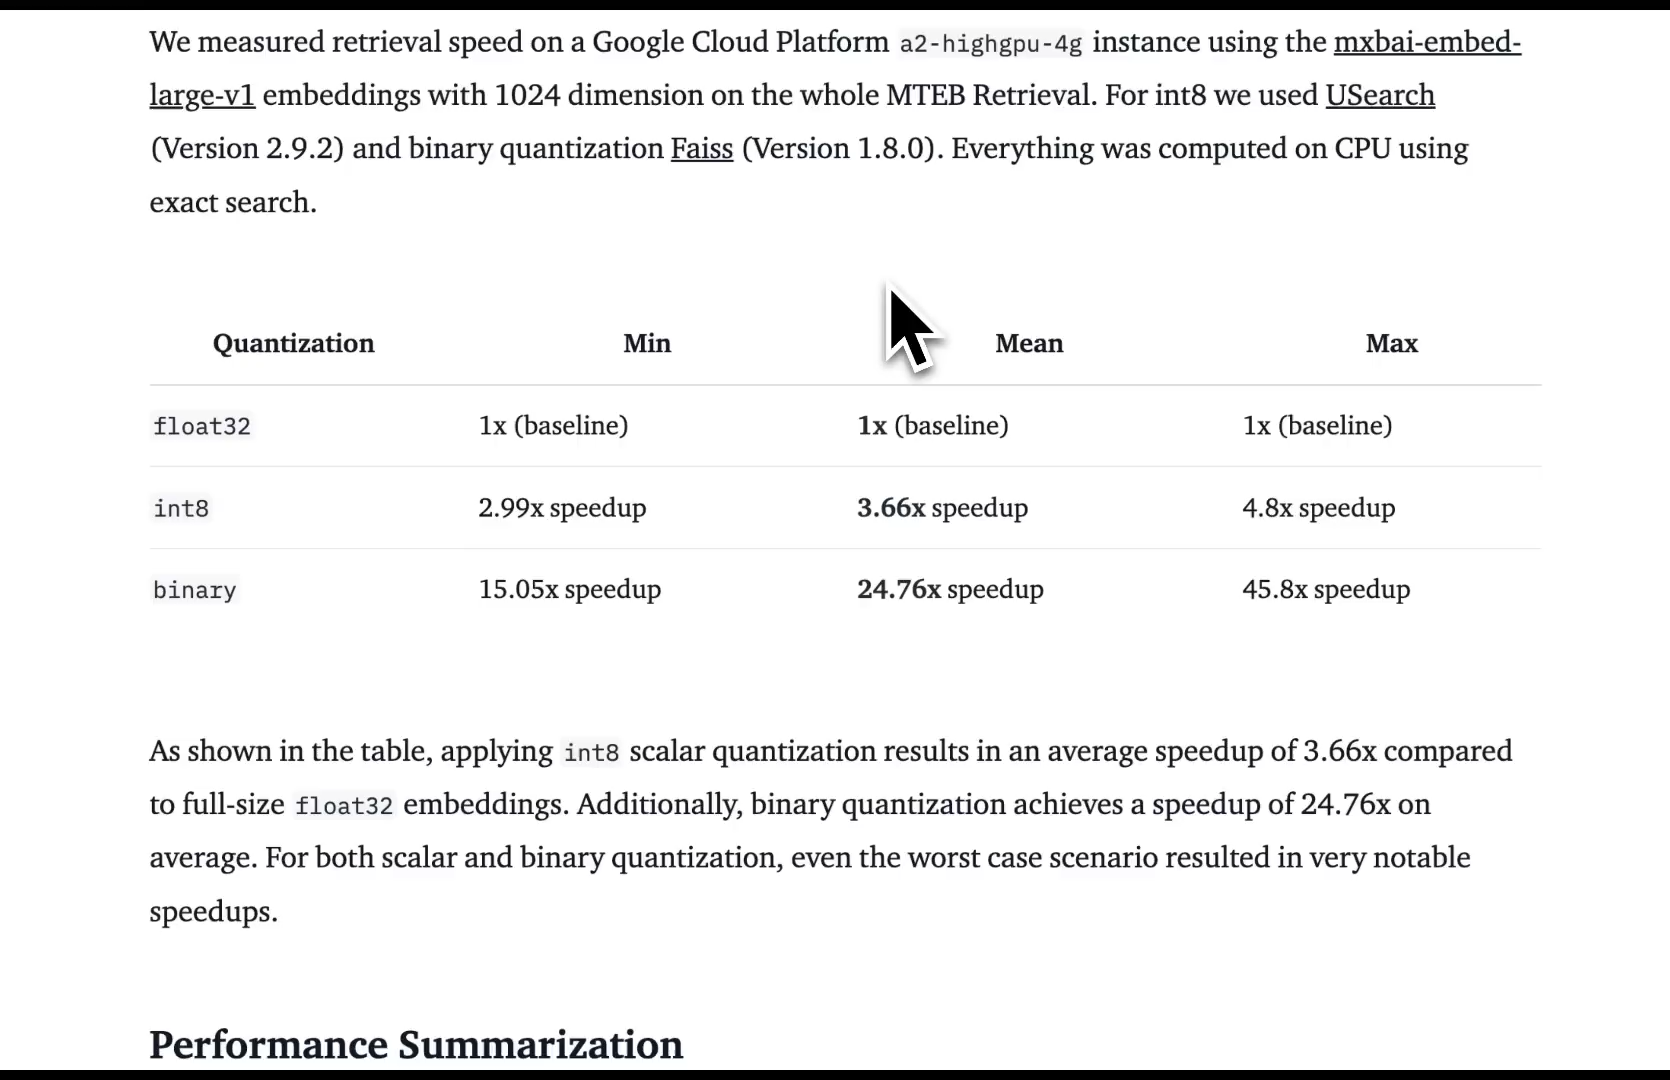 We measured retrieval speed on a Google Cloud Platform a2-highgpu-4g instance using the mxbai-embed-
large-v1 embeddings with 1024 dimension on the whole MTEB Retrieval. For int8 we used USearch
(Version 2.9.2) and binary quantization Faiss (Version 1.8.0). Everything was computed on CPU using
exact search.
Quantization Min Mean Max
float32 1x (baseline) 1x (baseline) 1x (baseline)
int8 2.99x speedup 3.66x speedup 4.8x speedup
binary 15.05x speedup 24.76x speedup 45.8x speedup
As shown in the table, applying int8 scalar quantization results in an average speedup of 3.66x compared
to full-size float32 embeddings. Additionally, binary quantization achieves a speedup of 24.76x on
average. For both scalar and binary quantization, even the worst case scenario resulted in very notable
speedups.
Performance Summarization